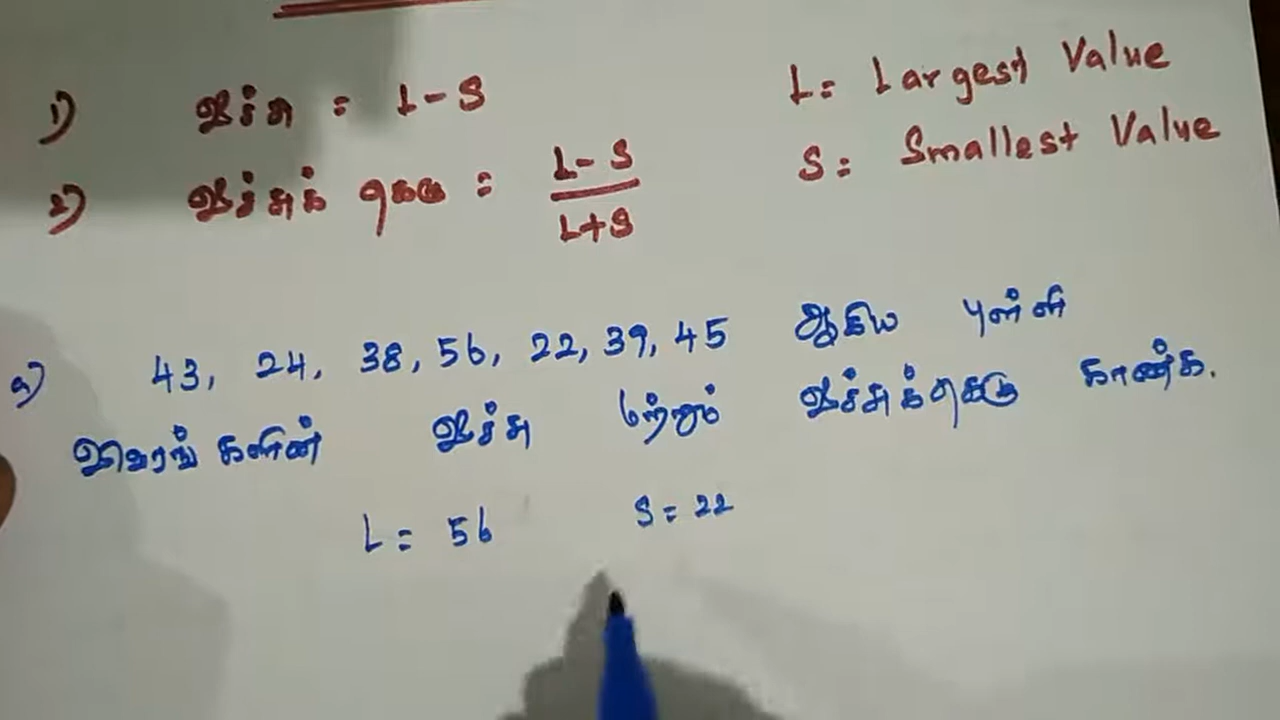 1) வீச்சு = L - S
L = Largest Value
2) வீச்சுக் கெழு = L - S / L + S
S = Smallest Value
a) 43, 24, 38, 56, 22, 39, 45 ஆகிய புள்ளி
விவரங்களின் வீச்சு மற்றும் வீச்சுக்கெழு காண்க.
L = 56 S = 22